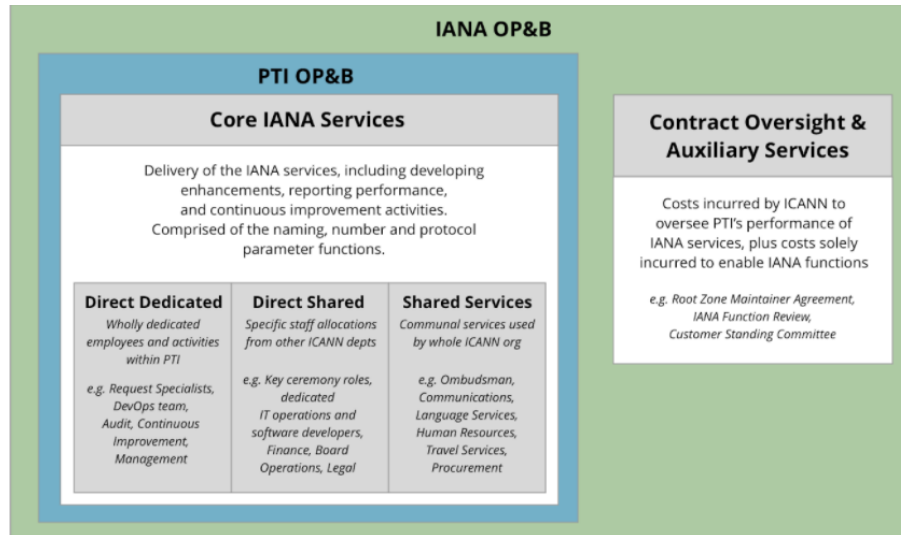 IANA OP&B
PTI OP&B
Core IANA Services
Delivery of the IANA services, including developing
enhancements, reporting performance,
and continuous improvement activities.
Comprised of the naming, number and protocol
parameter functions.
Direct Dedicated
Wholly dedicated
employees and activities
within PTI
e.g. Request Specialists,
DevOps team,
Audit, Continuous
Improvement,
Management
Direct Shared
Specific staff allocations
from other ICANN depts
e.g. Key ceremony roles,
dedicated
IT operations and
software developers,
Finance, Board
Operations, Legal
Shared Services
Communal services used
by whole ICANN org
e.g. Ombudsman,
Communications,
Language Services,
Human Resources,
Travel Services,
Procurement
Contract Oversight &
Auxiliary Services
Costs incurred by ICANN to
oversee PTI's performance of
IANA services, plus costs solely
incurred to enable IANA functions
e.g. Root Zone Maintainer Agreement,
IANA Function Review,
Customer Standing Committee